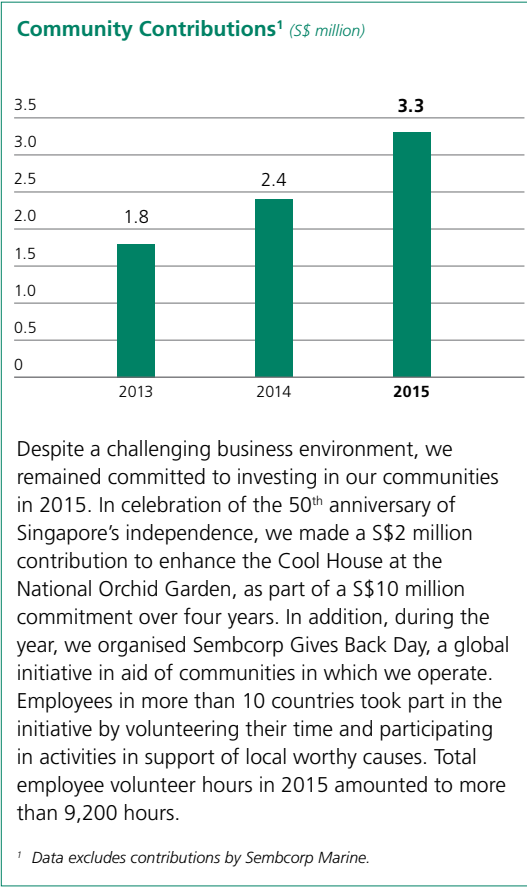 Community Contributions¹ (S$ million)
3.5
3.3
3.0
2.5
2.4
2.0
1.8
1.5
1.0
0.5
0
2013 2014 2015
Despite a challenging business environment, we
remained committed to investing in our communities
in 2015. In celebration of the 50th anniversary of
Singapore’s independence, we made a S$2 million
contribution to enhance the Cool House at the
National Orchid Garden, as part of a S$10 million
commitment over four years. In addition, during the
year, we organised Sembcorp Gives Back Day, a global
initiative in aid of communities in which we operate.
Employees in more than 10 countries took part in the
initiative by volunteering their time and participating
in activities in support of local worthy causes. Total
employee volunteer hours in 2015 amounted to more
than 9,200 hours.
¹ Data excludes contributions by Sembcorp Marine.